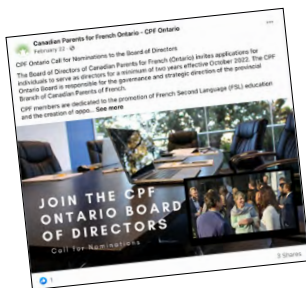 Canadian Parents for French Ontario - CPF Ontario
February 22
CPF Ontario Call for Nominations to the Board of Directors
The Board of Directors of Canadian Parents for French (Ontario) invites applications for
individuals to serve as directors for a minimum of two years effective October 2022. The CPF
Ontario Board is responsible for the governance and strategic direction of the provincial
Branch of Canadian Parents of French.
CPF members are dedicated to the promotion of French Second Language (FSL) education
and the creation of oppo... See more
JOIN THE CPF
ONTARIO BOARD
OF DIRECTORS
Call for Nominations
1
3 Shares